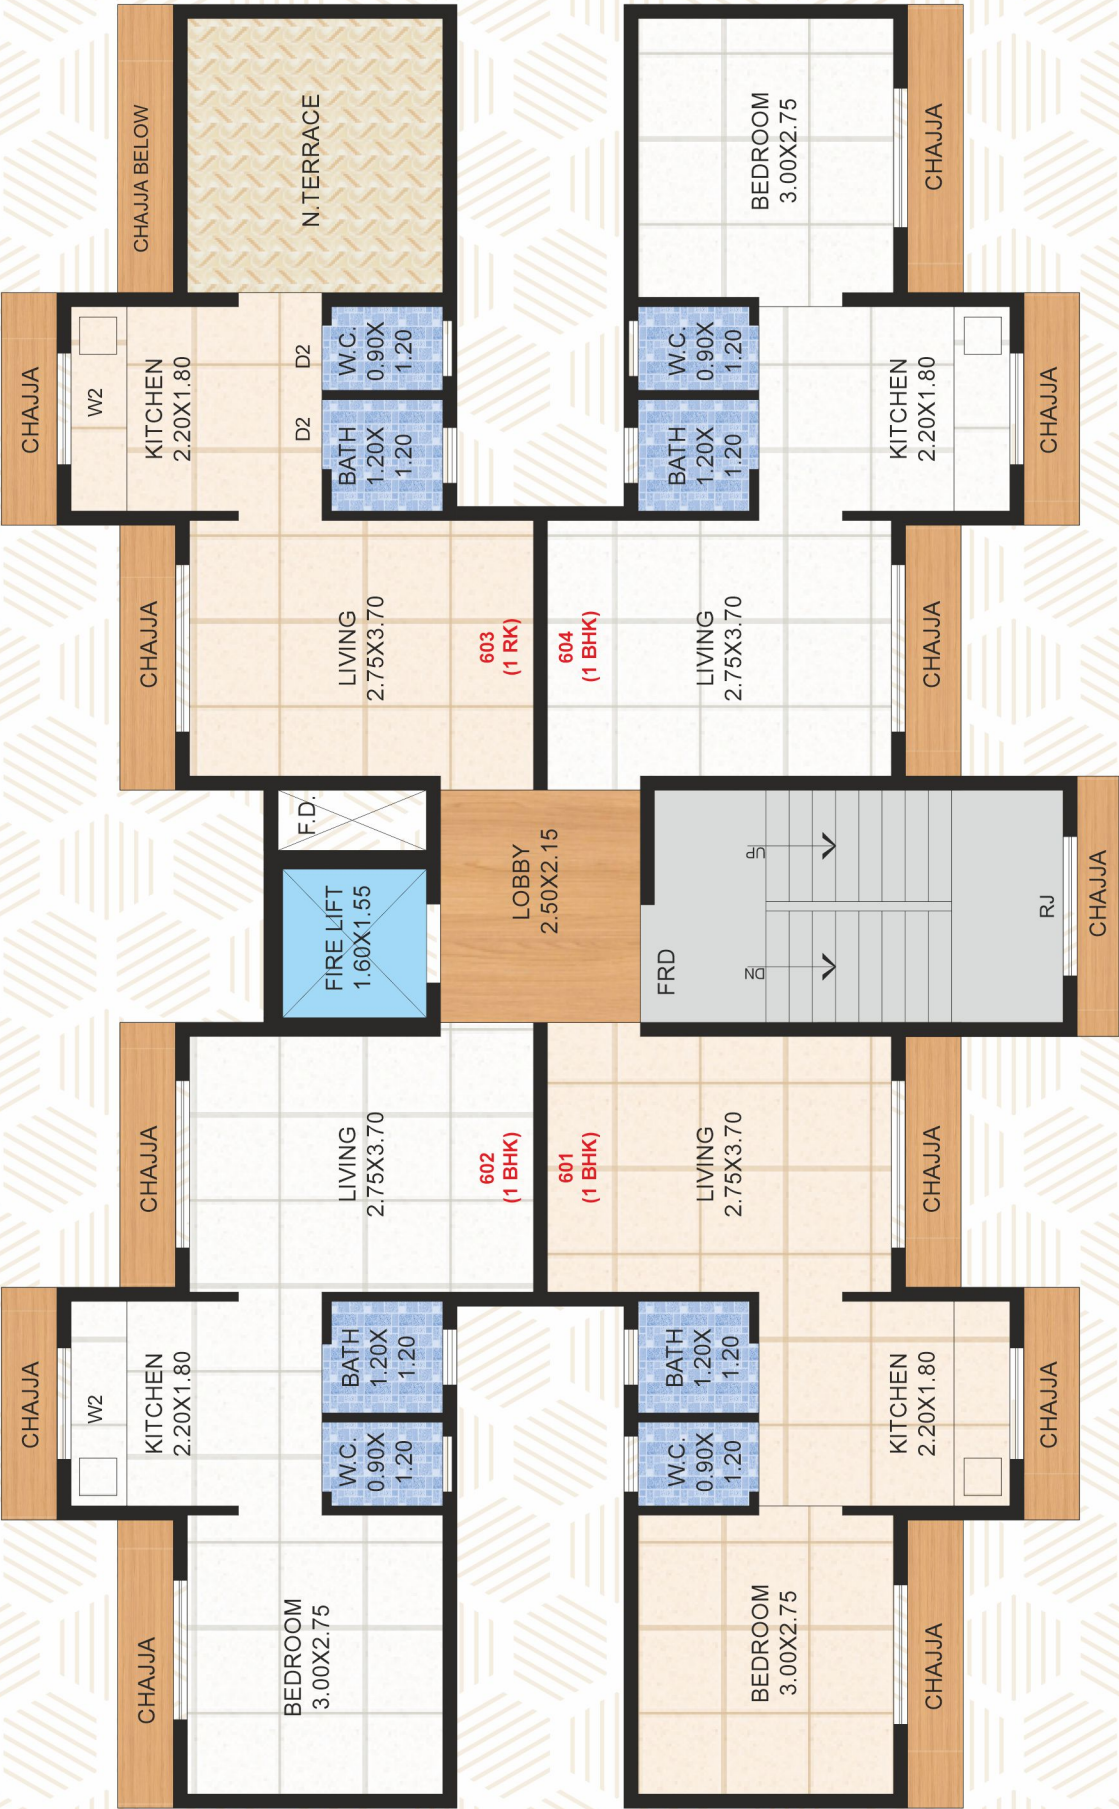 CHAJJA
CHAJJA
W2
W2
CHAJJA
KITCHEN
2.20X1.80
CHAJJA
CHAJJA
KITCHEN
2.20X1.80
CHAJJA BELOW
BEDROOM
3.00X2.75
W.C.
0.90X
1.20
BATH
1.20X
1.20
LIVING
2.75X3.70
FIRE LIFT
1.60X1.55
F.D.
LIVING
2.75X3.70
D2
D2
BATH
1.20X
1.20
W.C.
0.90X
1.20
N.TERRACE
602
(1 BHK)
LOBBY
2.50X2.15
603
(1 RK)
601
(1 BHK)
604
(1 BHK)
BEDROOM
3.00X2.75
W.C.
0.90X
1.20
BATH
1.20X
1.20
LIVING
2.75X3.70
FRD
DN
UP
LIVING
2.75X3.70
BATH
1.20X
1.20
W.C.
0.90X
1.20
BEDROOM
3.00X2.75
KITCHEN
2.20X1.80
KITCHEN
2.20X1.80
CHAJJA
CHAJJA
CHAJJA
CHAJJA
CHAJJA
RJ
CHAJJA
CHAJJA